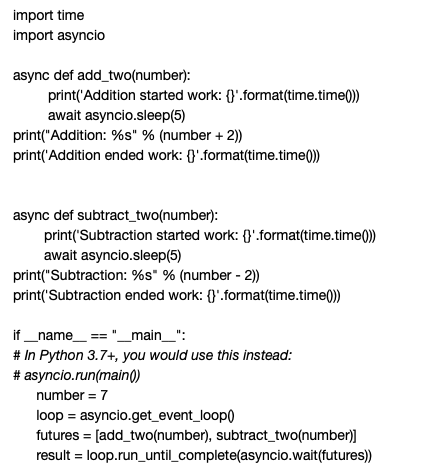 import time
import asyncio

async def add_two(number):
        print('Addition started work: {}'.format(time.time()))
        await asyncio.sleep(5)
print("Addition: %s" % (number + 2))
print('Addition ended work: {}'.format(time.time()))

async def subtract_two(number):
       print('Subtraction started work: {}'.format(time.time()))
       await asyncio.sleep(5)
print("Subtraction: %s" % (number - 2))
print('Subtraction ended work: {}'.format(time.time()))

if __name__ == "__main__":
# In Python 3.7+, you would use this instead:
# asyncio.run(main())
     number = 7
     loop = asyncio.get_event_loop()
     futures = [add_two(number), subtract_two(number)]
     result = loop.run_until_complete(asyncio.wait(futures))